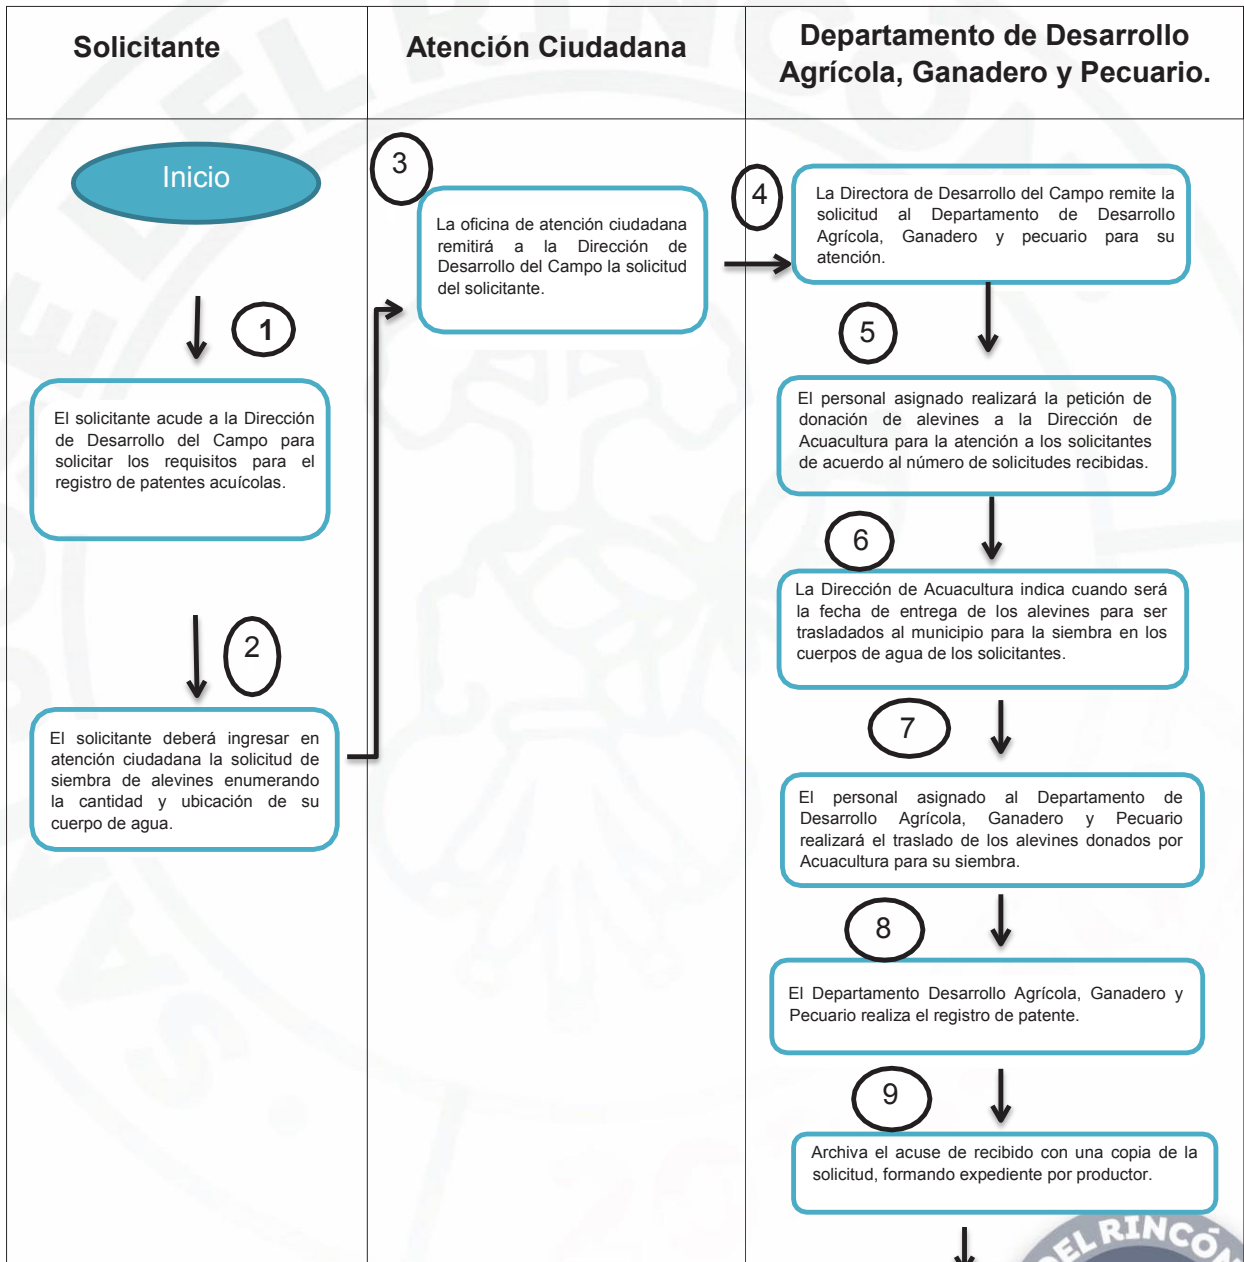 Solicitante
Atención Ciudadana
Departamento de Desarrollo
Agrícola, Ganadero y Pecuario.
Inicio
1
El solicitante acude a la Dirección
de Desarrollo del Campo para
solicitar los requisitos para el
registro de patentes acuícolas.
2
El solicitante deberá ingresar en
atención ciudadana la solicitud de
siembra de alevines enumerando
la cantidad y ubicación de su
cuerpo de agua.
3
La oficina de atención ciudadana
remitirá a la Dirección de
Desarrollo del Campo la solicitud
del solicitante.
4
La Directora de Desarrollo del Campo remite la
solicitud al Departamento de Desarrollo
Agrícola, Ganadero y pecuario para su
atención.
5
El personal asignado realizará la petición de
donación de alevines a la Dirección de
Acuacultura para la atención a los solicitantes
de acuerdo al número de solicitudes recibidas.
6
La Dirección de Acuacultura indica cuando será
la fecha de entrega de los alevines para ser
trasladados al municipio para la siembra en los
cuerpos de agua de los solicitantes.
7
El personal asignado al Departamento de
Desarrollo Agrícola, Ganadero y Pecuario
realizará el traslado de los alevines donados por
Acuacultura para su siembra.
8
El Departamento Desarrollo Agrícola, Ganadero y
Pecuario realiza el registro de patente.
9
Archiva el acuse de recibido con una copia de la
solicitud, formando expediente por productor.
DEL RINCÓN